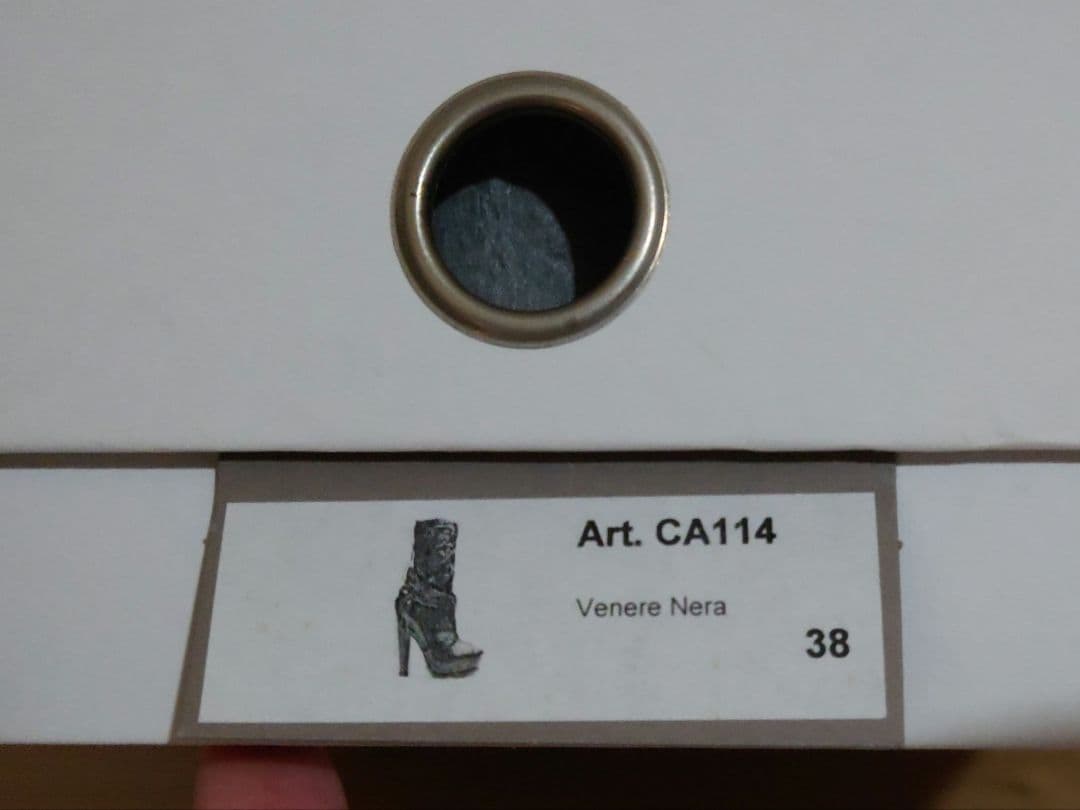 Art. CA114
Venere Nera
38